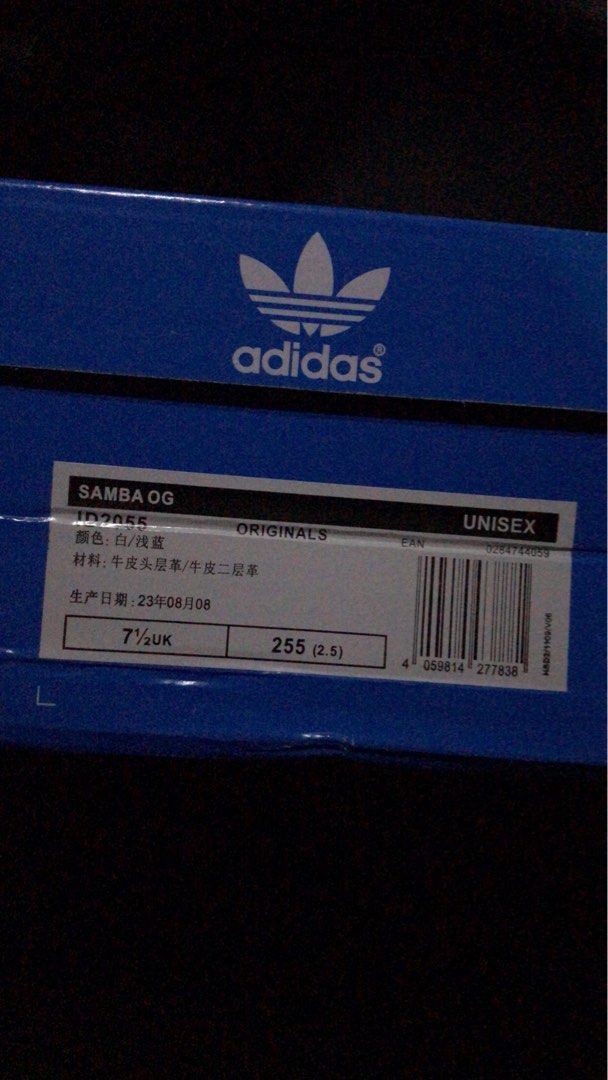 adidas®
SAMBA OG UNISEX
ID2055 ORIGINALS EAN 0284744059
颜色: 白/浅蓝
材料: 牛皮头层革/牛皮二层革
生产日期: 23年08月08
7½UK 255 (2.5)
4 059814 277838